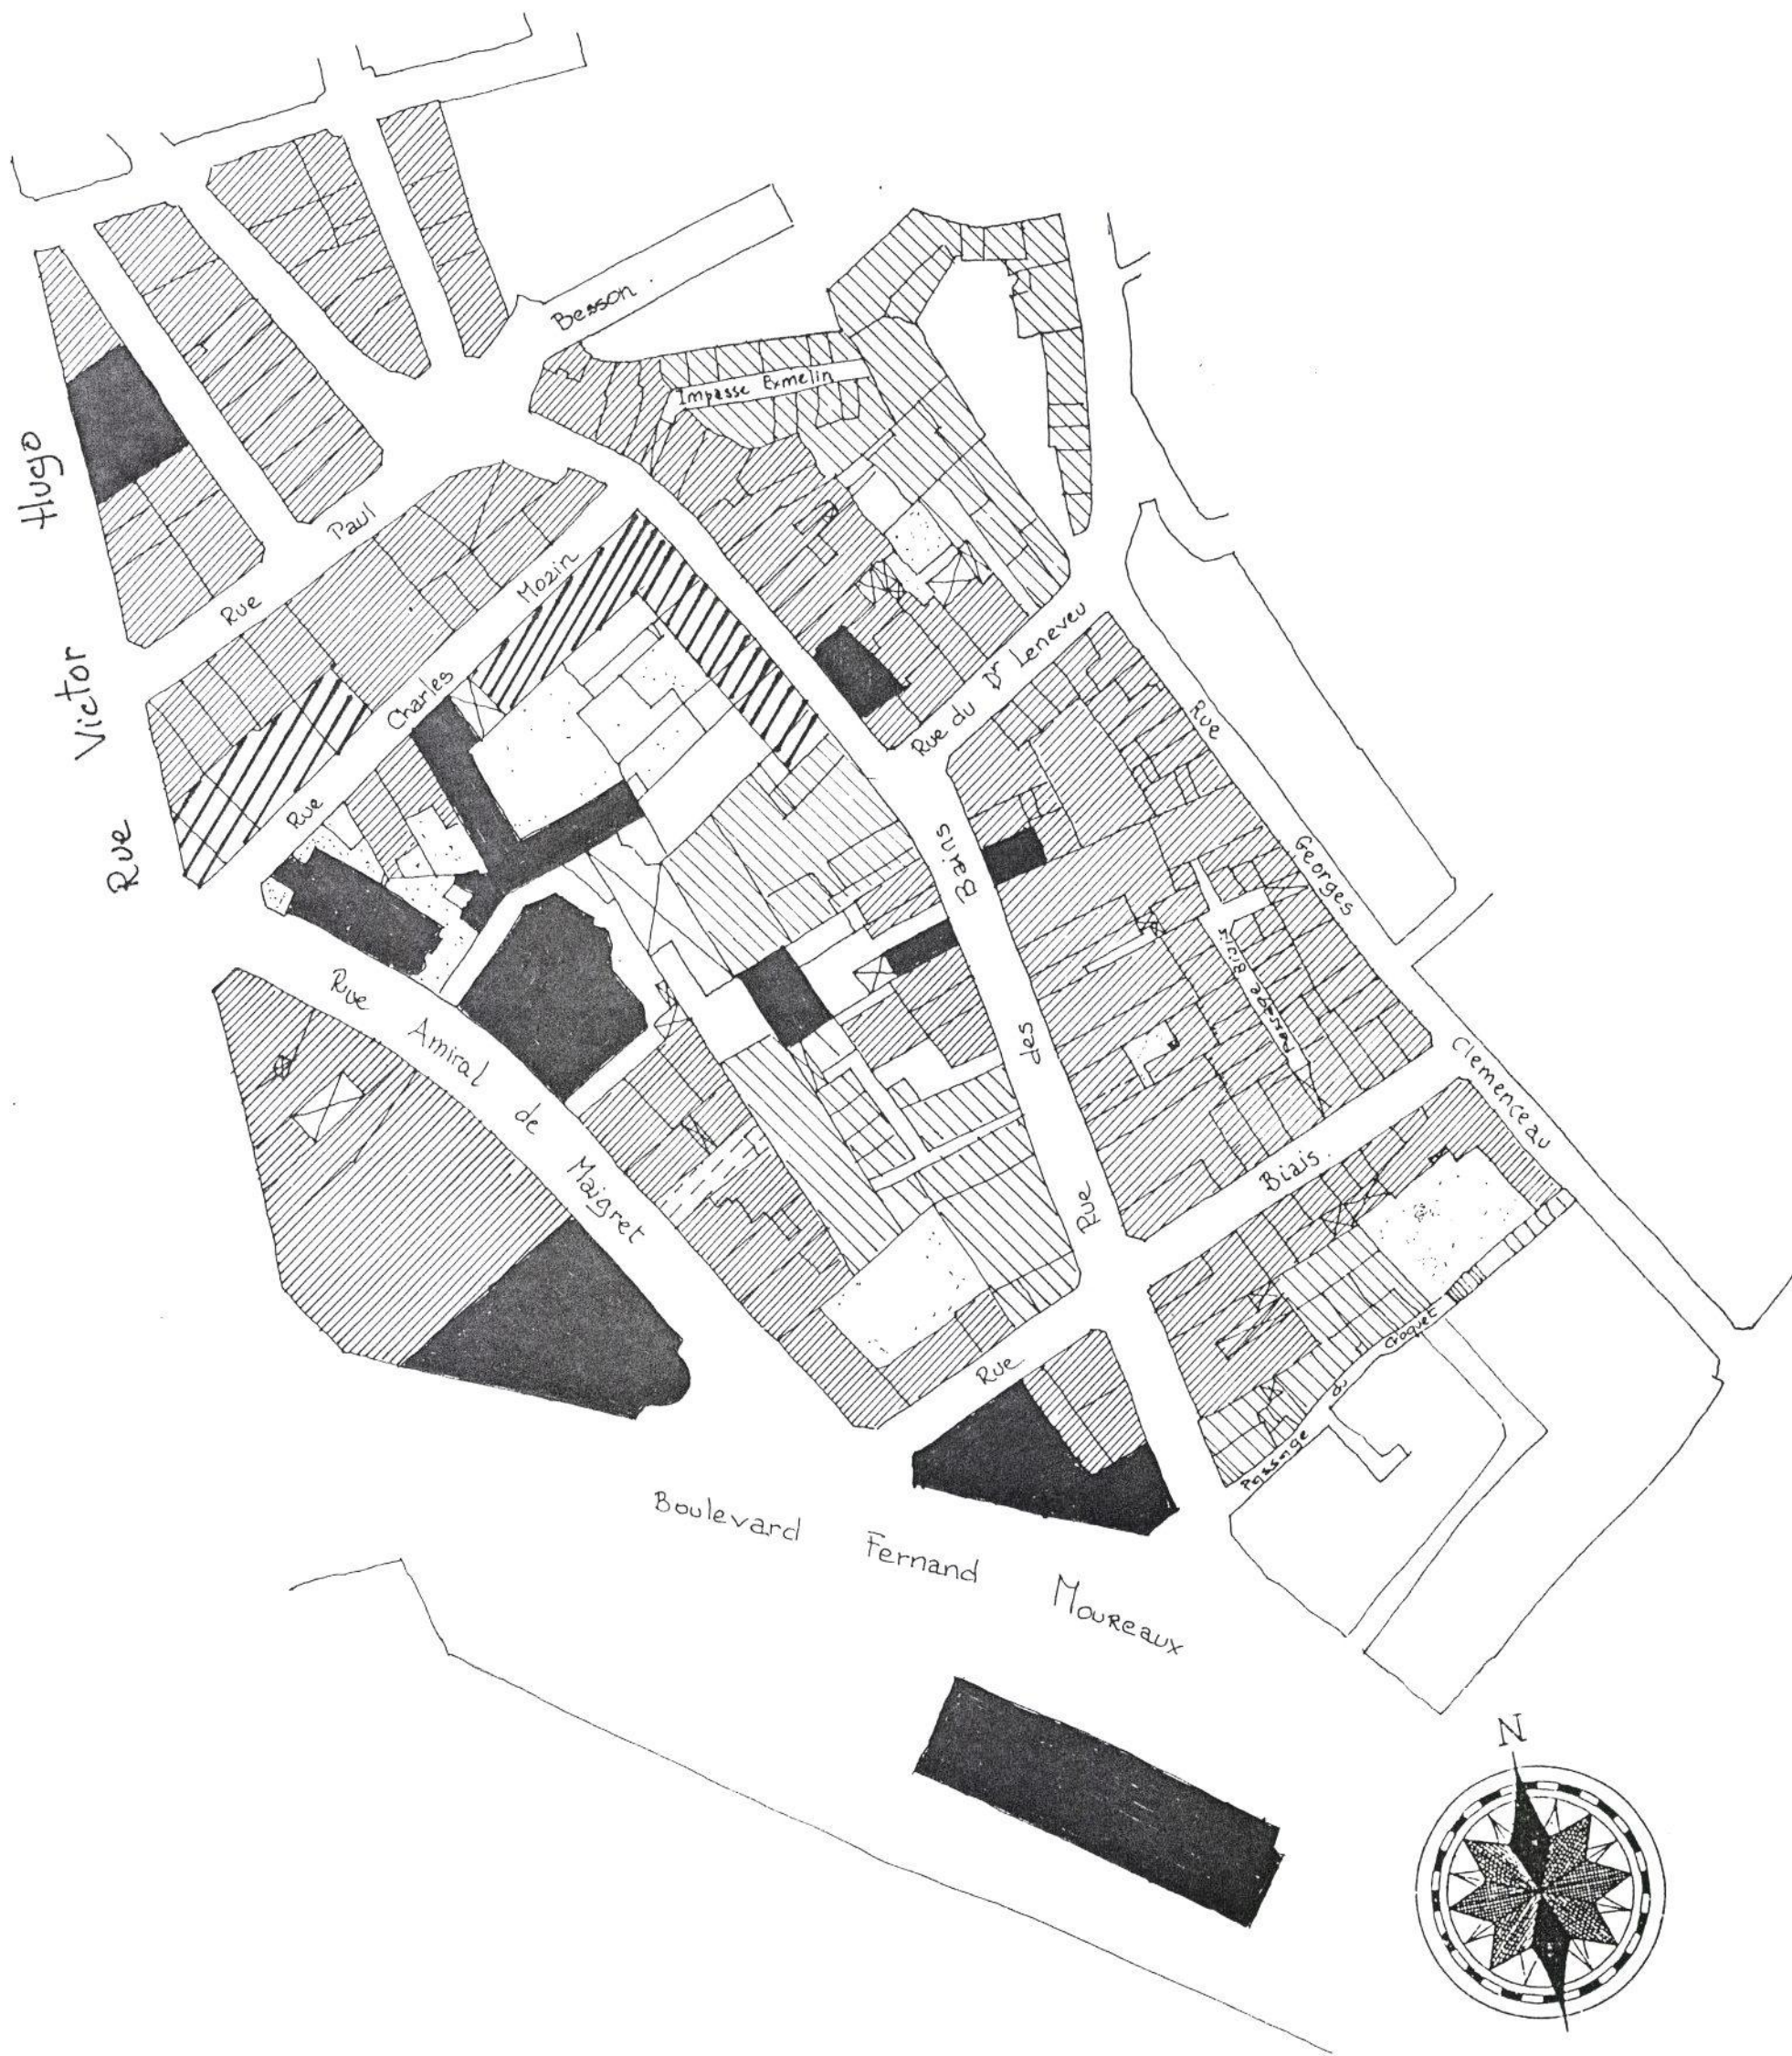 Besson.
Impasse Exmelin
Rue Victor Hugo
Rue Paul
Rue Charles Mozin
Rue du Dr Leneveu
Rue Georges Clemenceau
Rue des Bains
Passage Biais
Rue Amiral de Maigret
Rue Biais.
Passage du Croquet
Boulevard Fernand Moureaux
N